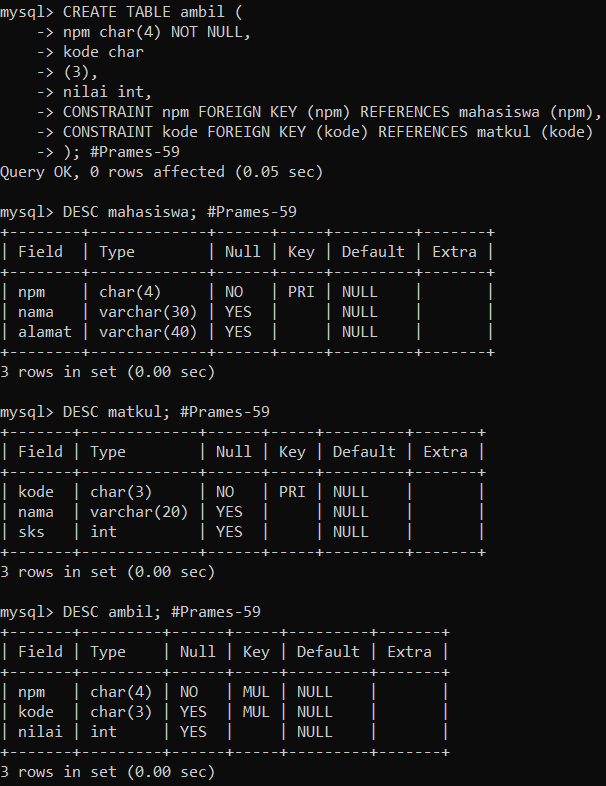 mysql> CREATE TABLE ambil (
    -> npm char(4) NOT NULL,
    -> kode char
    -> (3),
    -> nilai int,
    -> CONSTRAINT npm FOREIGN KEY (npm) REFERENCES mahasiswa (npm),
    -> CONSTRAINT kode FOREIGN KEY (kode) REFERENCES matkul (kode)
    -> ); #Prames-59
Query OK, 0 rows affected (0.05 sec)

mysql> DESC mahasiswa; #Prames-59
+--------+-------------+------+-----+---------+-------+
| Field  | Type        | Null | Key | Default | Extra |
+--------+-------------+------+-----+---------+-------+
| npm    | char(4)     | NO   | PRI | NULL    |       |
| nama   | varchar(30) | YES  |     | NULL    |       |
| alamat | varchar(40) | YES  |     | NULL    |       |
+--------+-------------+------+-----+---------+-------+
3 rows in set (0.00 sec)

mysql> DESC matkul; #Prames-59
+-------+-------------+------+-----+---------+-------+
| Field | Type        | Null | Key | Default | Extra |
+-------+-------------+------+-----+---------+-------+
| kode  | char(3)     | NO   | PRI | NULL    |       |
| nama  | varchar(20) | YES  |     | NULL    |       |
| sks   | int         | YES  |     | NULL    |       |
+-------+-------------+------+-----+---------+-------+
3 rows in set (0.00 sec)

mysql> DESC ambil; #Prames-59
+-------+---------+------+-----+---------+-------+
| Field | Type    | Null | Key | Default | Extra |
+-------+---------+------+-----+---------+-------+
| npm   | char(4) | NO   | MUL | NULL    |       |
| kode  | char(3) | YES  | MUL | NULL    |       |
| nilai | int     | YES  |     | NULL    |       |
+-------+---------+------+-----+---------+-------+
3 rows in set (0.00 sec)